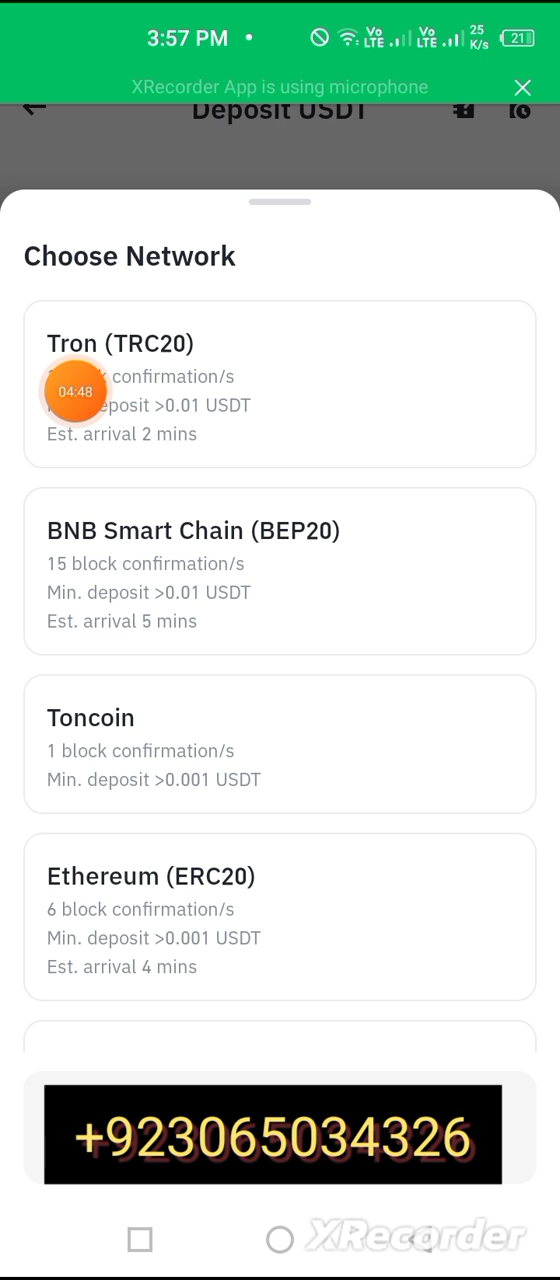 3:57 PM
Vo LTE
Vo LTE
25 K/s
21
XRecorder App is using microphone
Deposit USDT
Choose Network
Tron (TRC20)
confirmation/s
04:48
deposit >0.01 USDT
Est. arrival 2 mins
BNB Smart Chain (BEP20)
15 block confirmation/s
Min. deposit >0.01 USDT
Est. arrival 5 mins
Toncoin
1 block confirmation/s
Min. deposit >0.001 USDT
Ethereum (ERC20)
6 block confirmation/s
Min. deposit >0.001 USDT
Est. arrival 4 mins
+923065034326
XRecorder